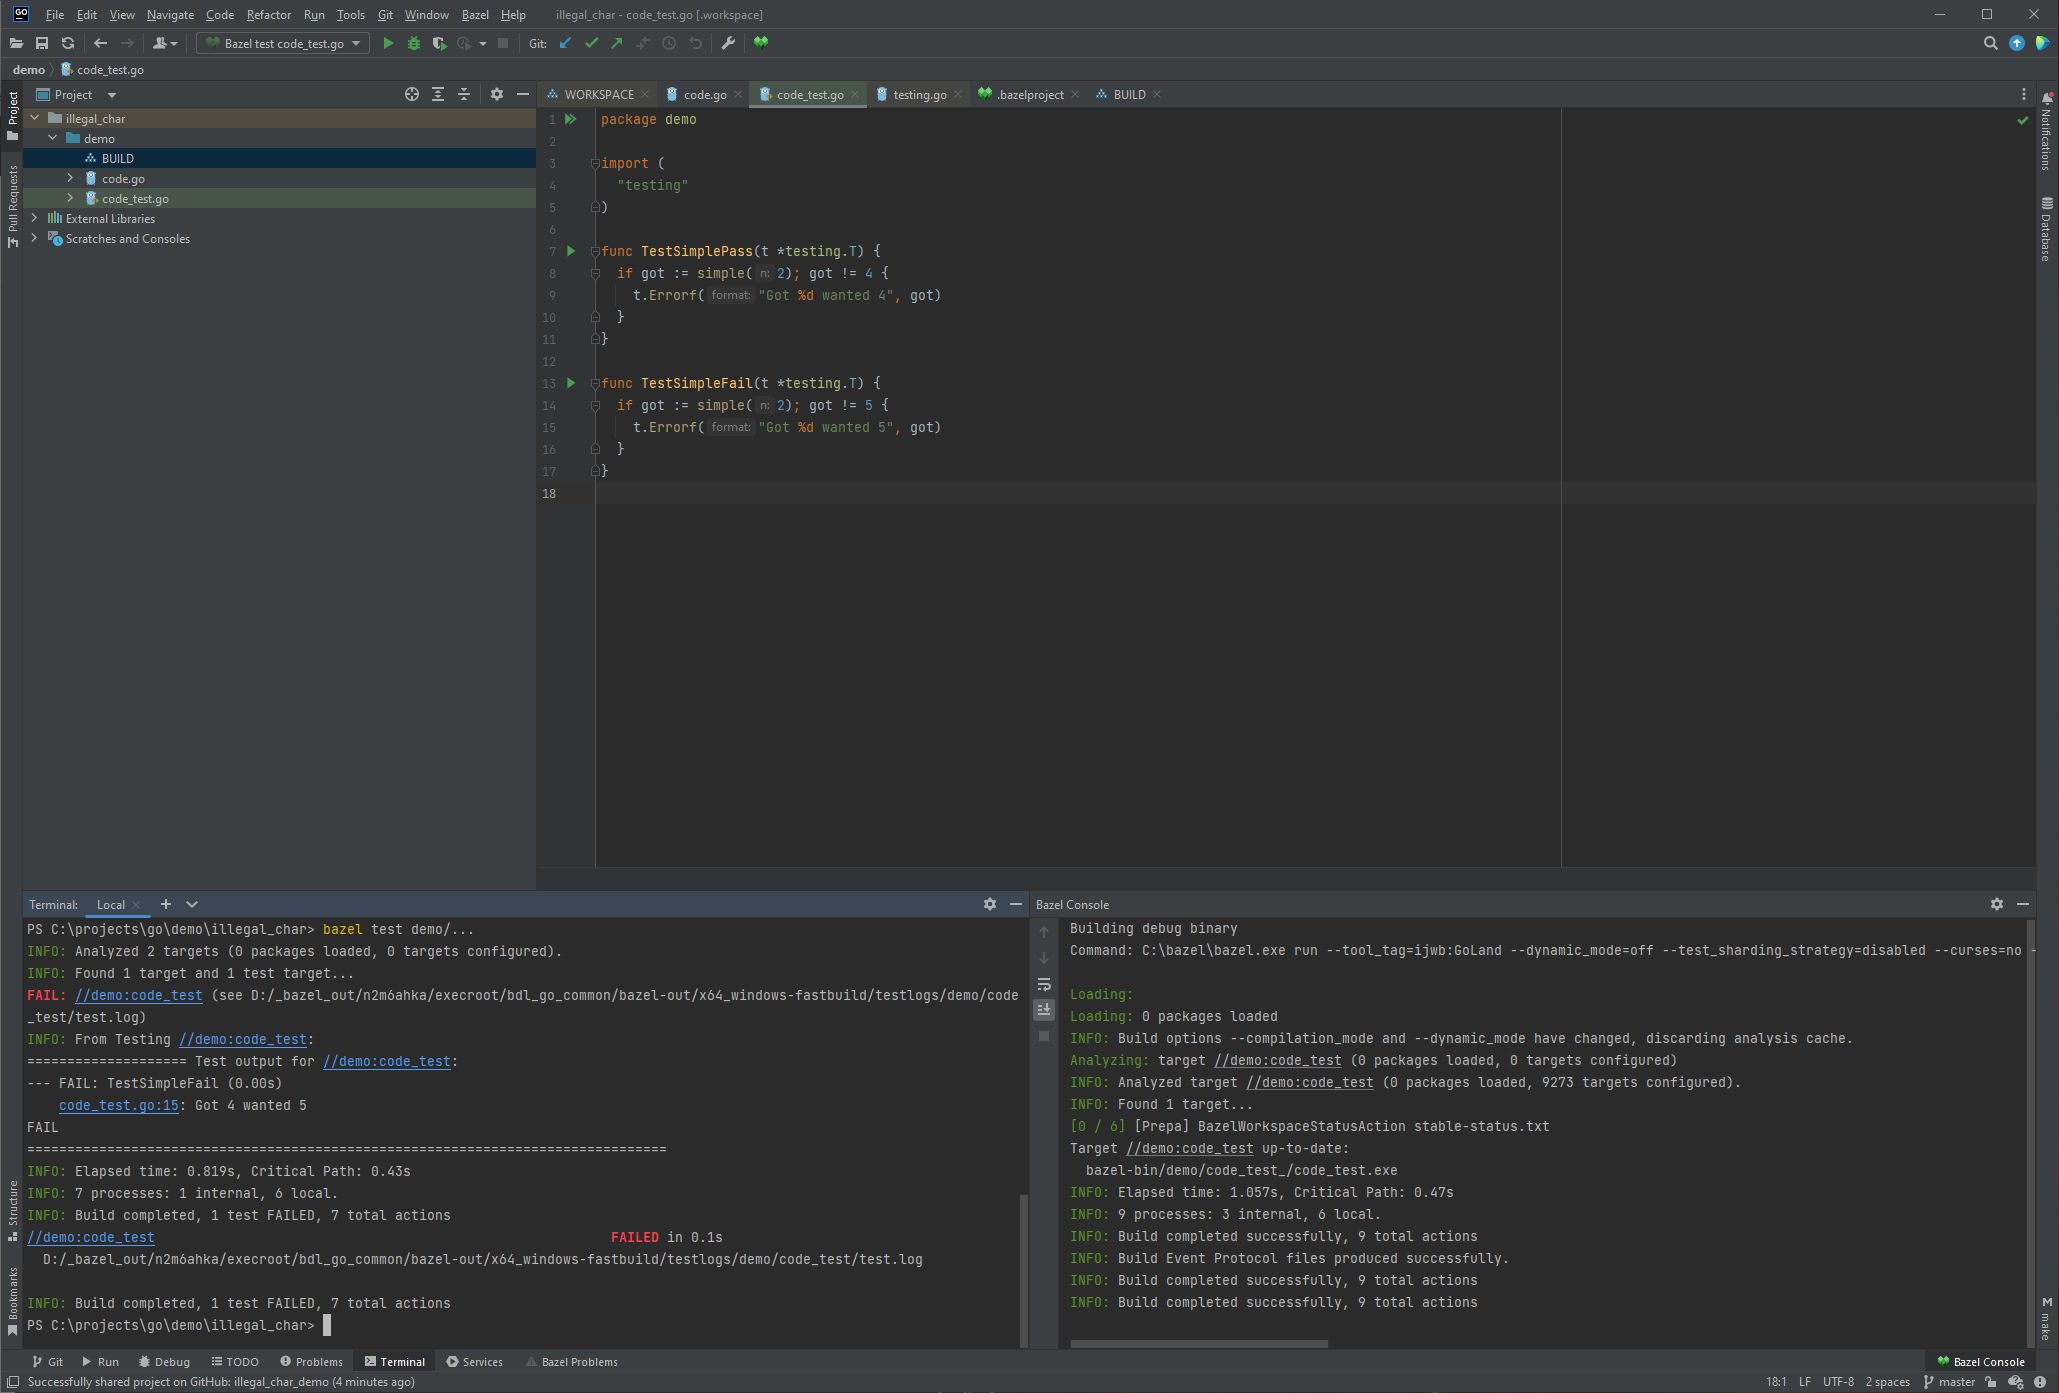 GO File Edit View Navigate Code Refactor Run Tools Git Window Bazel Help illegal_char - code_test.go [.workspace]
Bazel test code_test.go Git:
demo code_test.go
Project
WORKSPACE code.go code_test.go testing.go .bazelproject BUILD
Project
Pull Requests
Structure
Bookmarks
illegal_char
demo
BUILD
code.go
code_test.go
External Libraries
Scratches and Consoles
1 package demo
2
3 import (
4 "testing"
5 )
6
7 func TestSimplePass(t *testing.T) {
8 if got := simple( n: 2); got != 4 {
9 t.Errorf( format: "Got %d wanted 4", got)
10 }
11 }
12
13 func TestSimpleFail(t *testing.T) {
14 if got := simple( n: 2); got != 5 {
15 t.Errorf( format: "Got %d wanted 5", got)
16 }
17 }
18
Notifications
Database
make
Terminal: Local
PS C:\projects\go\demo\illegal_char> bazel test demo/...
INFO: Analyzed 2 targets (0 packages loaded, 0 targets configured).
INFO: Found 1 target and 1 test target...
FAIL: //demo:code_test (see D:/_bazel_out/n2m6ahka/execroot/bdl_go_common/bazel-out/x64_windows-fastbuild/testlogs/demo/code
_test/test.log)
INFO: From Testing //demo:code_test:
==================== Test output for //demo:code_test:
--- FAIL: TestSimpleFail (0.00s)
code_test.go:15: Got 4 wanted 5
FAIL
================================================================================
INFO: Elapsed time: 0.819s, Critical Path: 0.43s
INFO: 7 processes: 1 internal, 6 local.
INFO: Build completed, 1 test FAILED, 7 total actions
//demo:code_test FAILED in 0.1s
D:/_bazel_out/n2m6ahka/execroot/bdl_go_common/bazel-out/x64_windows-fastbuild/testlogs/demo/code_test/test.log
INFO: Build completed, 1 test FAILED, 7 total actions
PS C:\projects\go\demo\illegal_char>
Bazel Console
Building debug binary
Command: C:\bazel\bazel.exe run --tool_tag=ijwb:GoLand --dynamic_mode=off --test_sharding_strategy=disabled --curses=no -
Loading:
Loading: 0 packages loaded
INFO: Build options --compilation_mode and --dynamic_mode have changed, discarding analysis cache.
Analyzing: target //demo:code_test (0 packages loaded, 0 targets configured)
INFO: Analyzed target //demo:code_test (0 packages loaded, 9273 targets configured).
INFO: Found 1 target...
[0 / 6] [Prepa] BazelWorkspaceStatusAction stable-status.txt
Target //demo:code_test up-to-date:
bazel-bin/demo/code_test_/code_test.exe
INFO: Elapsed time: 1.057s, Critical Path: 0.47s
INFO: 9 processes: 3 internal, 6 local.
INFO: Build completed successfully, 9 total actions
INFO: Build Event Protocol files produced successfully.
INFO: Build completed successfully, 9 total actions
INFO: Build completed successfully, 9 total actions
Git Run Debug TODO Problems Terminal Services Bazel Problems Bazel Console
Successfully shared project on GitHub: illegal_char_demo (4 minutes ago) 18:1 LF UTF-8 2 spaces master